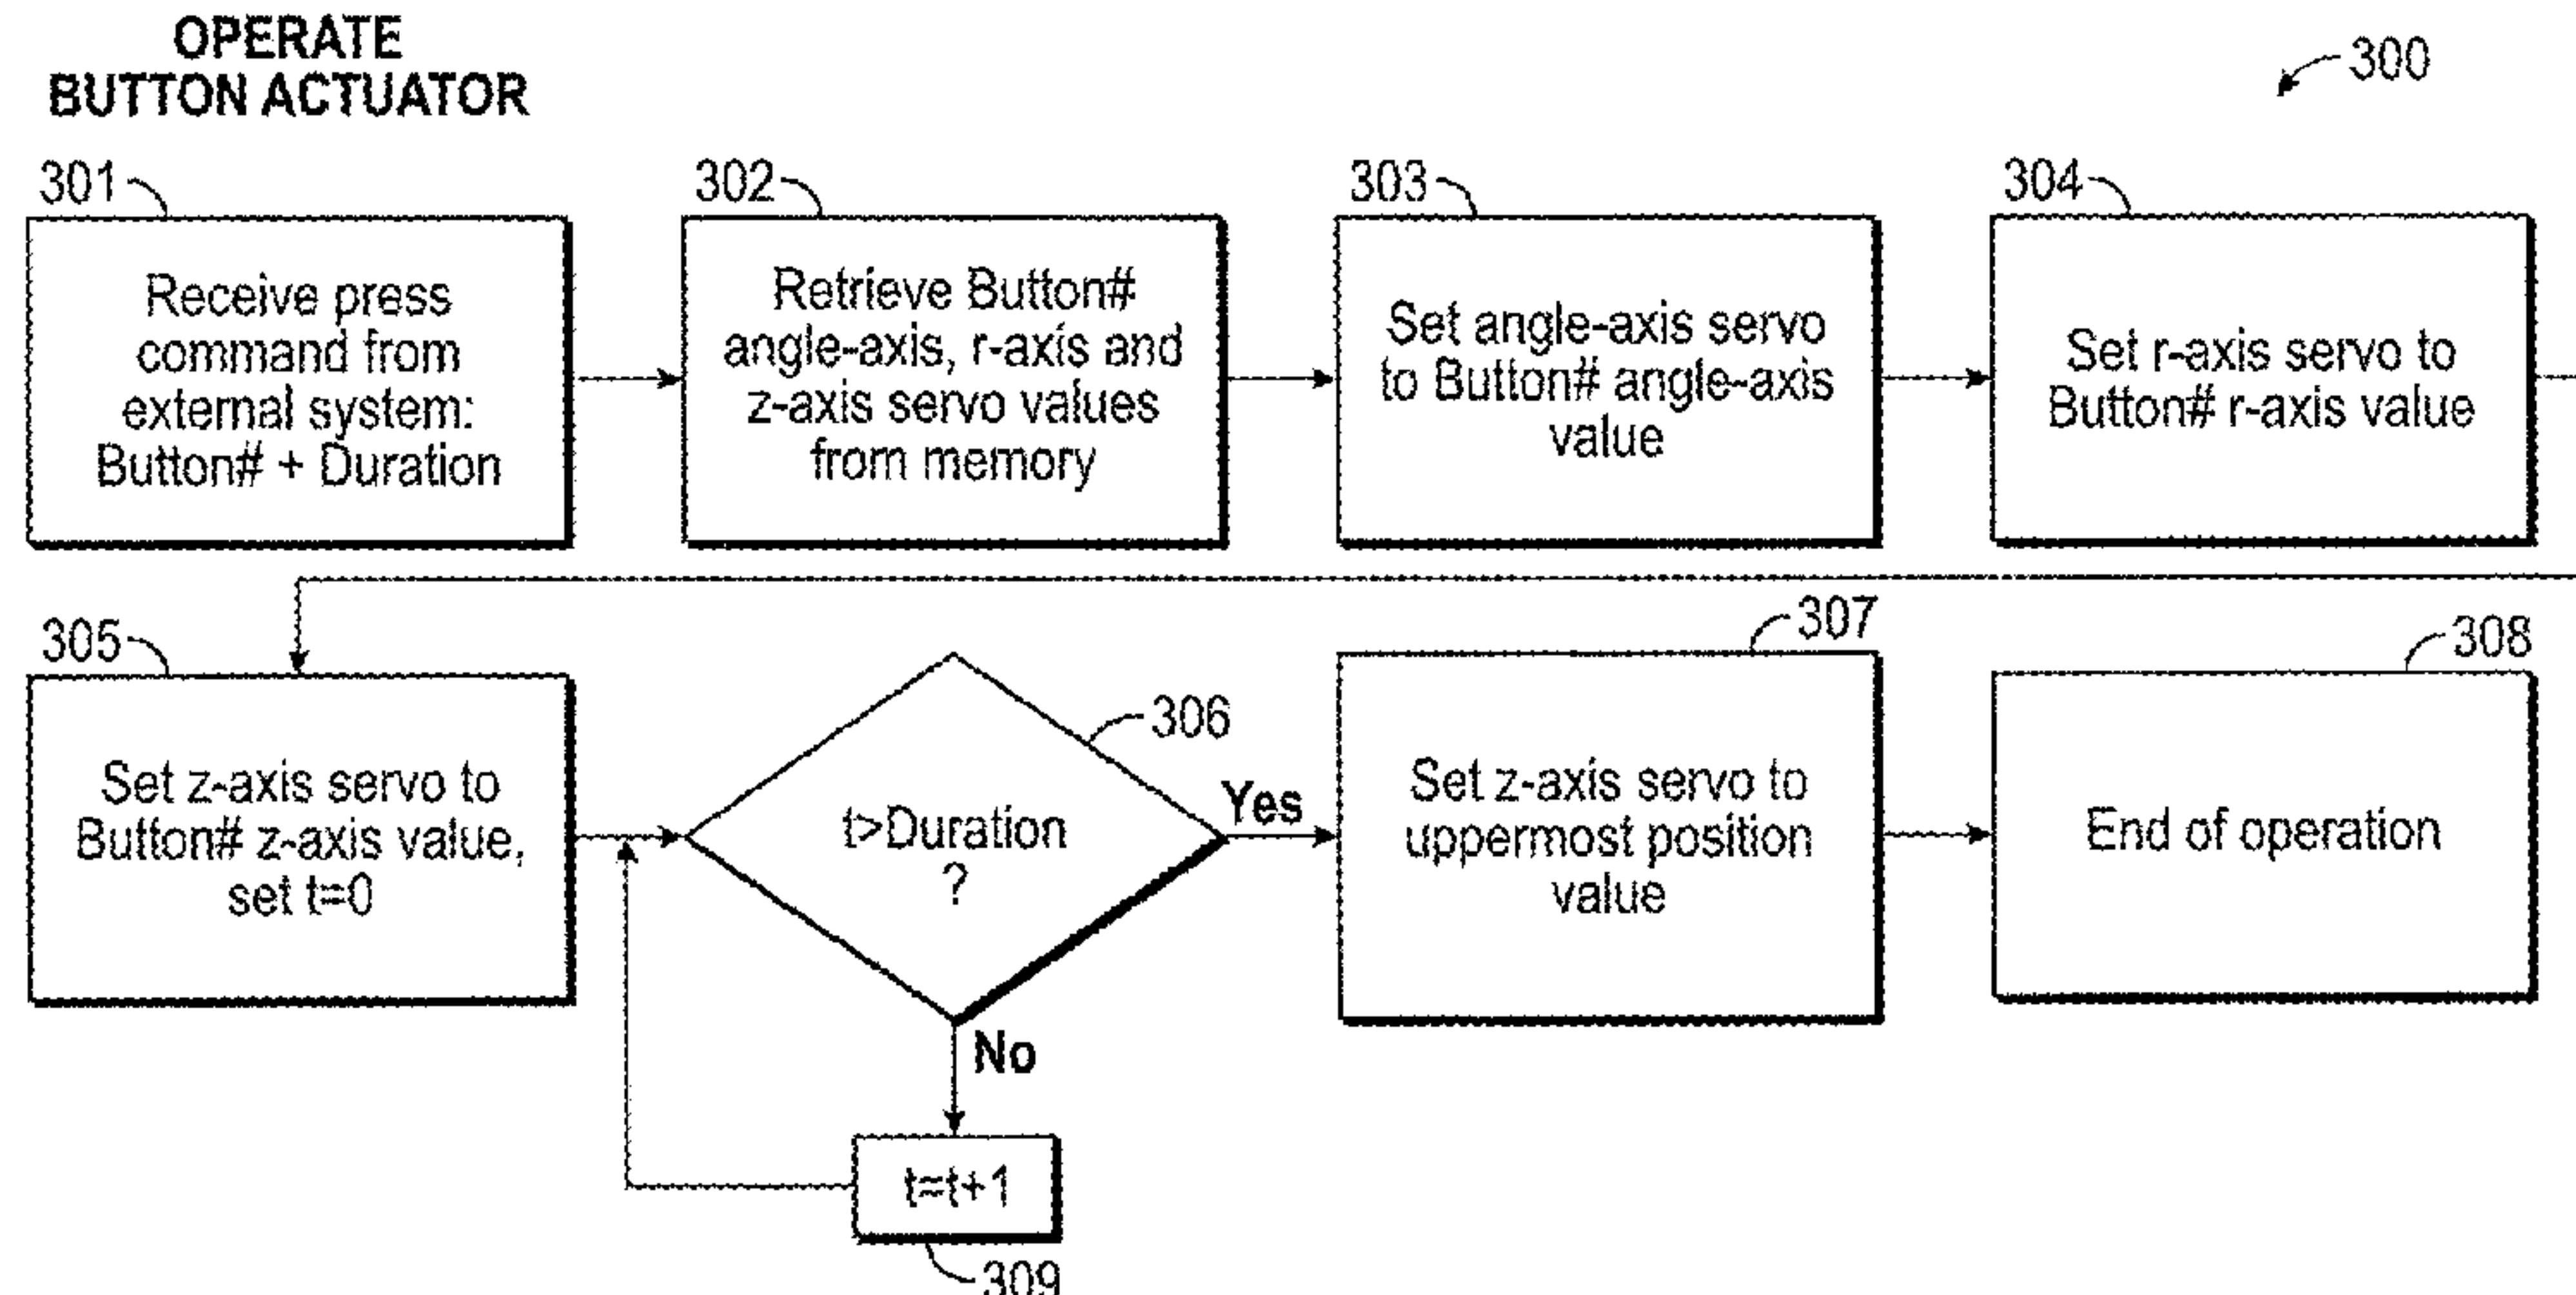 OPERATE
BUTTON ACTUATOR
300
301
Receive press
command from
external system:
Button# + Duration
302
Retrieve Button#
angle-axis, r-axis and
z-axis servo values
from memory
303
Set angle-axis servo
to Button# angle-axis
value
304
Set r-axis servo to
Button# r-axis value
305
Set z-axis servo to
Button# z-axis value,
set t=0
306
t>Duration
?
Yes
No
307
Set z-axis servo to
uppermost position
value
308
End of operation
t=t+1
309